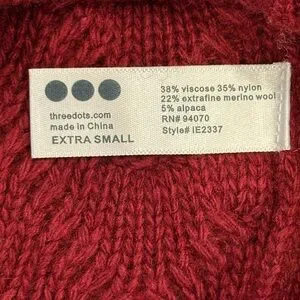 threedots.com
made in China
EXTRA SMALL
38% viscose 35% nylon
22% extrafine merino wool
5% alpaca
RN# 94070
Style# IE2337